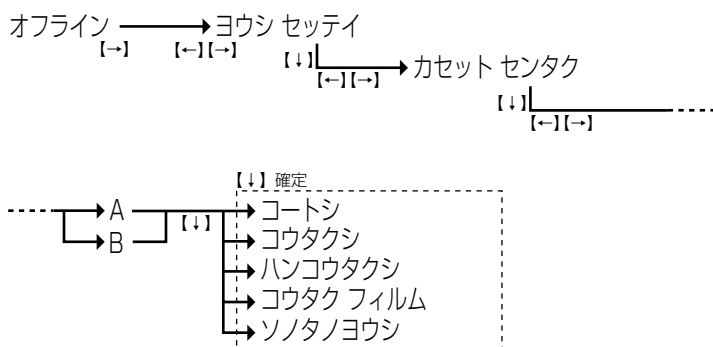 オフライン ヨウシ セッテイ
【→】 【←】【→】 【↓】
【←】【→】 カセット センタク
【↓】
【←】【→】
【↓】確定
A 【↓】 コートシ
B コウタクシ
ハンコウタクシ
コウタク フィルム
ソノタノヨウシ